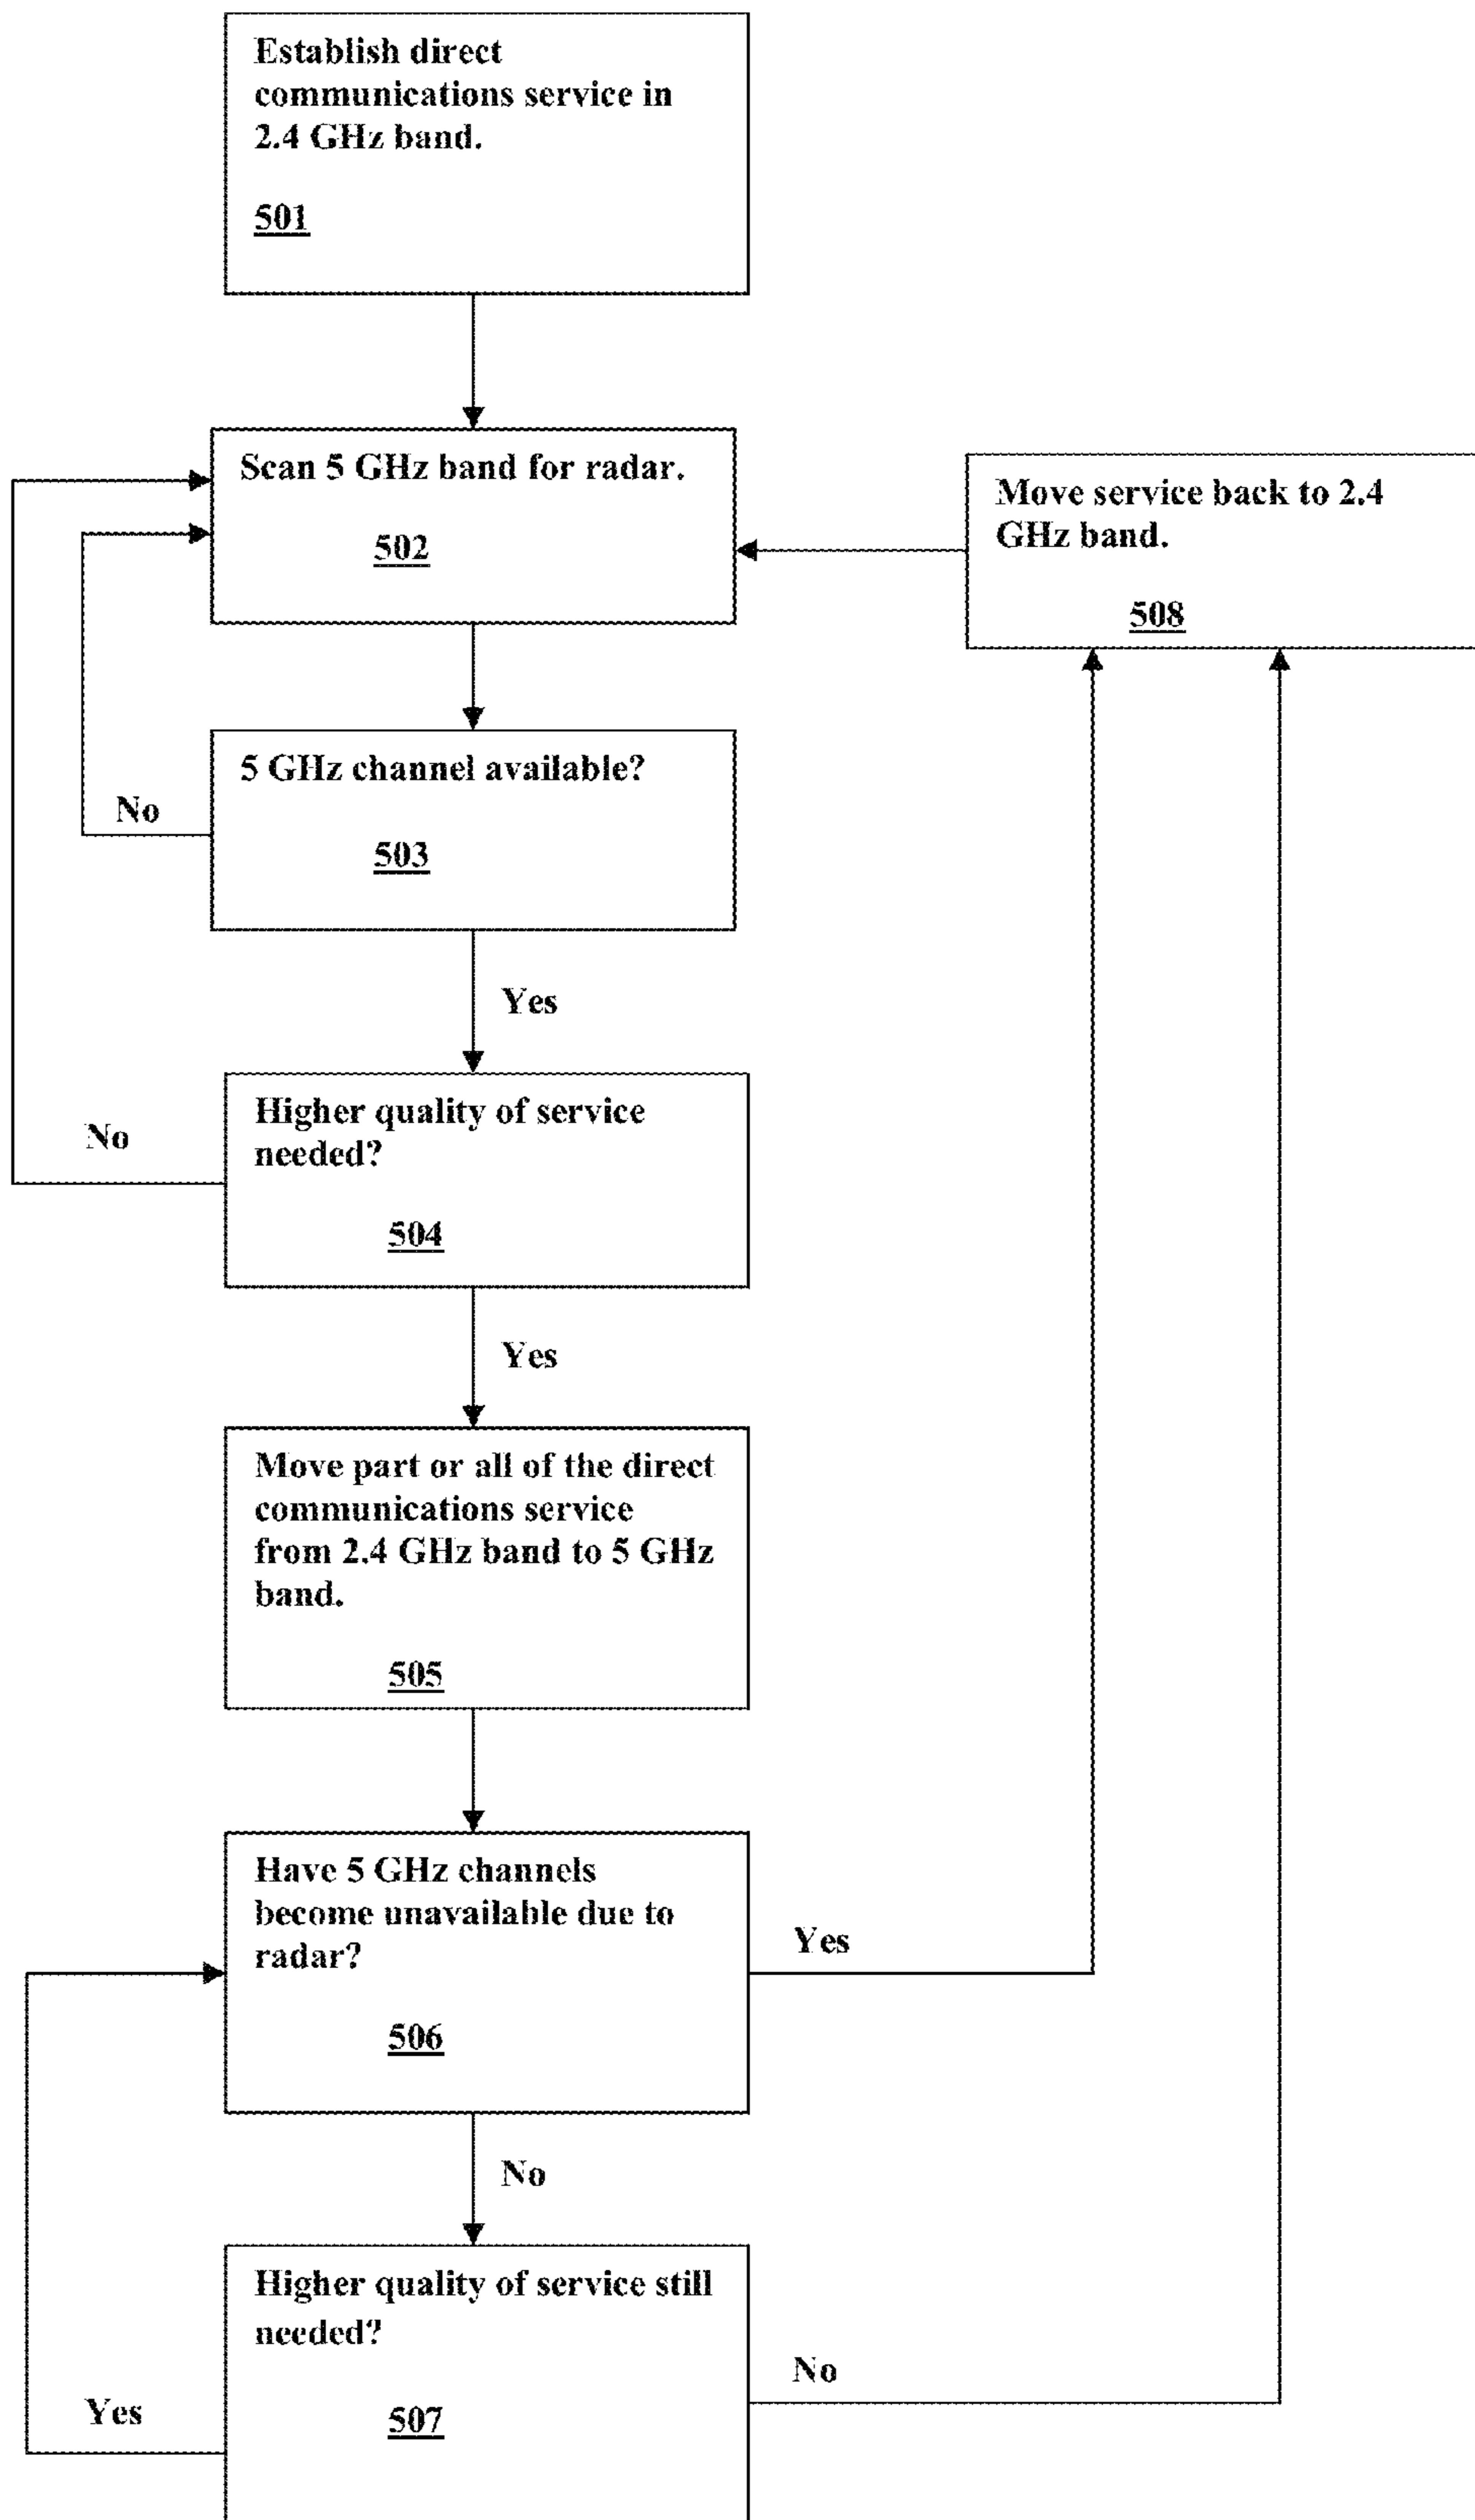 Establish direct
communications service in
2.4 GHz band.
501
Scan 5 GHz band for radar.
502
Move service back to 2.4
GHz band.
508
5 GHz channel available?
No
503
Yes
Higher quality of service
needed?
No
504
Yes
Move part or all of the direct
communications service
from 2.4 GHz band to 5 GHz
band.
505
Have 5 GHz channels
become unavailable due to
radar?
Yes
506
No
Higher quality of service still
needed?
No
Yes
507